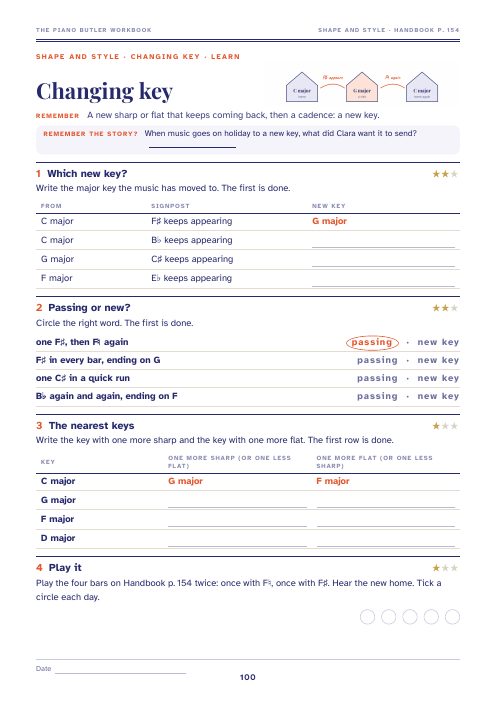 THE PIANO BUTLER WORKBOOK
SHAPE AND STYLE · HANDBOOK P. 154
SHAPE AND STYLE · CHANGING KEY · LEARN
Changing key
F♯ appears
F♮ again
C major
G major
C major
REMEMBER A new sharp or flat that keeps coming back, then a cadence: a new key.
REMEMBER THE STORY? When music goes on holiday to a new key, what did Clara want it to send?
1 Which new key?
★★★
Write the major key the music has moved to. The first is done.
FROM SIGNPOST NEW KEY
C major F♯ keeps appearing G major
C major B♭ keeps appearing
G major C♯ keeps appearing
F major E♭ keeps appearing
2 Passing or new?
★★★
Circle the right word. The first is done.
one F♯, then F♮ again passing · new key
F♯ in every bar, ending on G passing · new key
one C♯ in a quick run passing · new key
B♭ again and again, ending on F passing · new key
3 The nearest keys
★★★
Write the key with one more sharp and the key with one more flat. The first row is done.
KEY ONE MORE SHARP (OR ONE LESS FLAT) ONE MORE FLAT (OR ONE LESS SHARP)
C major G major F major
G major
F major
D major
4 Play it
★★★
Play the four bars on Handbook p. 154 twice: once with F♮, once with F♯. Hear the new home. Tick a
circle each day.
Date
100